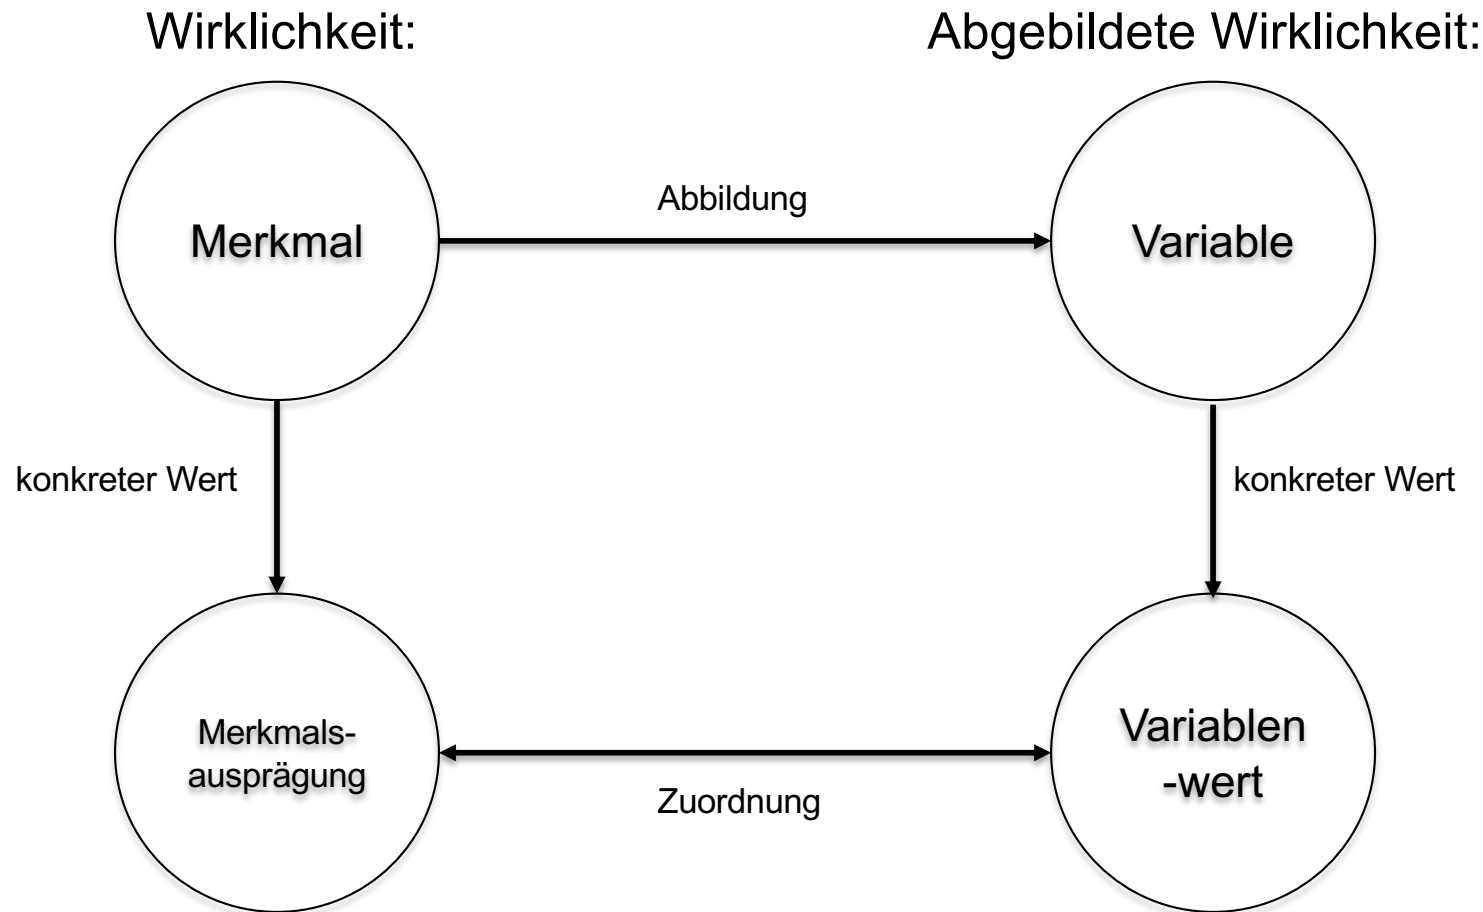 Wirklichkeit:
Abgebildete Wirklichkeit:
Merkmal
Abbildung
Variable
konkreter Wert
konkreter Wert
Merkmals-
ausprägung
Zuordnung
Variablen
-wert